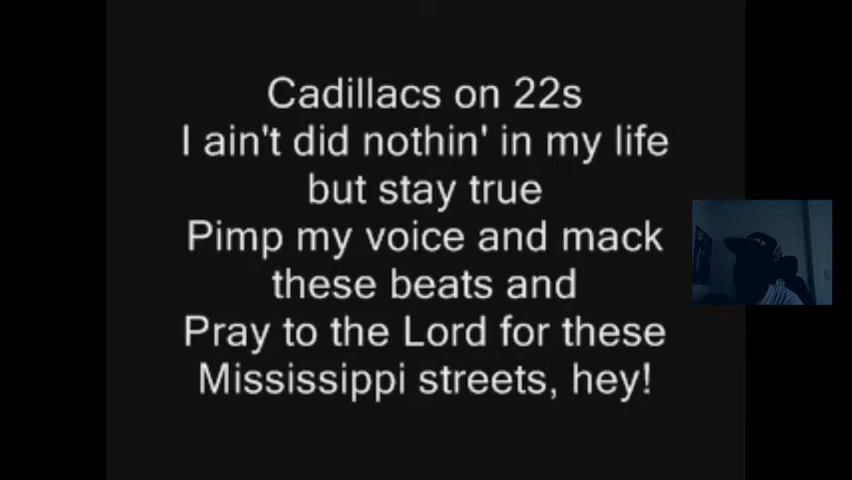 Cadillacs on 22s
I ain't did nothin' in my life
but stay true
Pimp my voice and mack
these beats and
Pray to the Lord for these
Mississippi streets, hey!